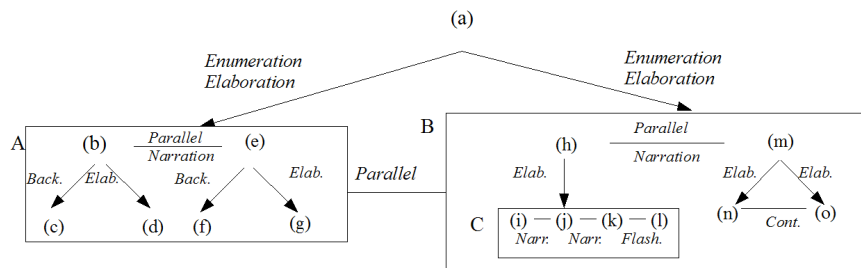 (a)
Enumeration
Elaboration
Enumeration
Elaboration
A
(b)
Parallel
Narration
(e)
Back.
Elab.
Back.
Elab.
(c)
(d)
(f)
(g)
Parallel
B
(h)
Parallel
Narration
(m)
Elab.
Elab.
Elab.
C
(i) — (j) — (k) — (l)
Narr. Narr. Flash.
(n)
Cont.
(o)